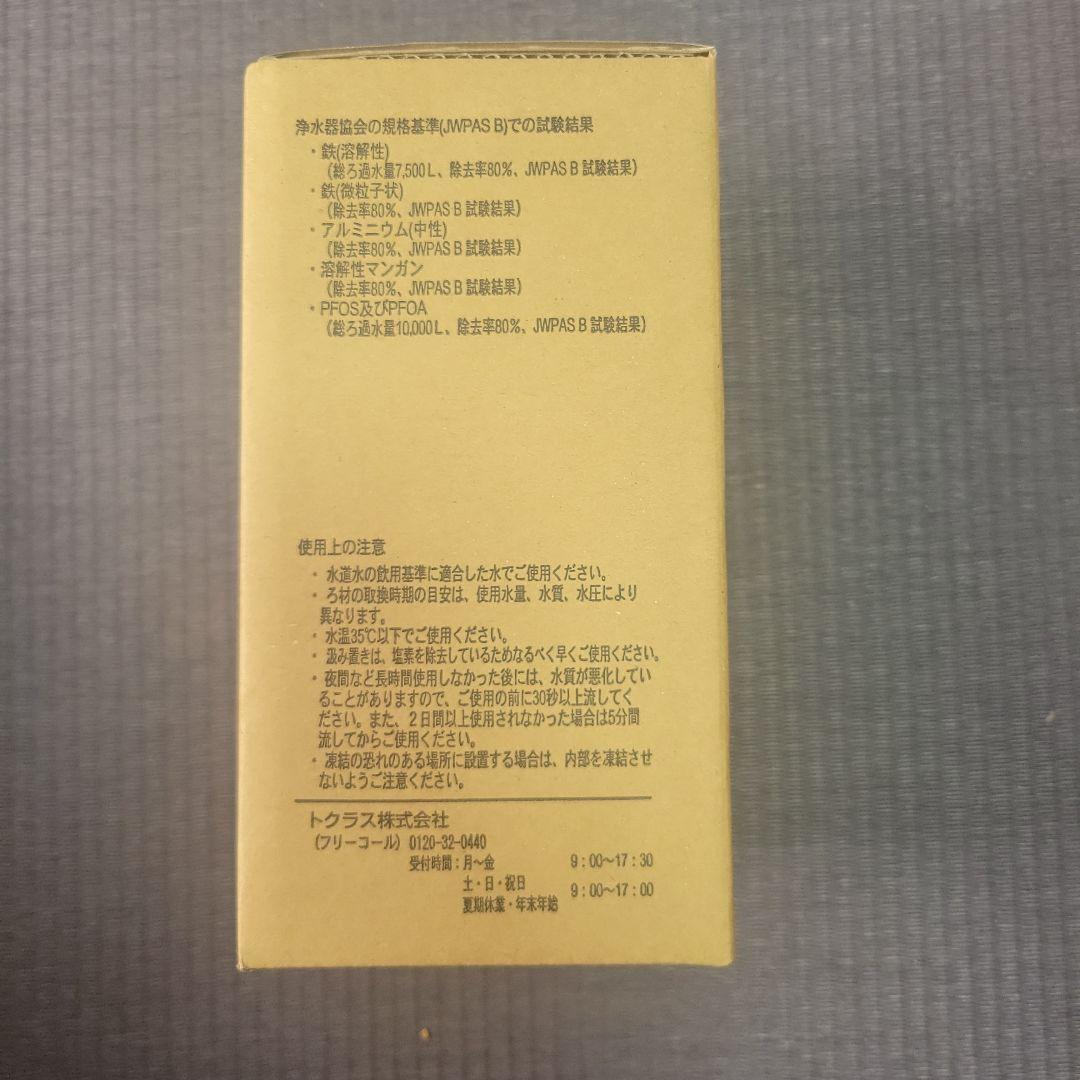 浄水器協会の規格基準(JWPAS B)での試験結果
・鉄(溶解性)
(総ろ過水量7,500L、除去率80%、JWPAS B 試験結果)
・鉄(微粒子状)
(除去率80%、JWPAS B 試験結果)
・アルミニウム(中性)
(除去率80%、JWPAS B 試験結果)
・溶解性マンガン
(除去率80%、JWPAS B 試験結果)
・PFOS及びPFOA
(総ろ過水量10,000L、除去率80%、JWPAS B 試験結果)
使用上の注意
・水道水の飲用基準に適合した水でご使用ください。
・ろ材の取換時期の目安は、使用水量、水質、水圧により
異なります。
・水温35℃以下でご使用ください。
・汲み置きは、塩素を除去しているためなるべく早くご使用ください。
・夜間など長時間使用しなかった後には、水質が悪化してい
ることがありますので、ご使用の前に30秒以上流してく
ださい。また、2日間以上使用されなかった場合は5分間
流してからご使用ください。
・凍結の恐れのある場所に設置する場合は、内部を凍結させ
ないようご注意ください。
トクラス株式会社
(フリーコール) 0120-32-0440
受付時間:月〜金 9:00〜17:30
土・日・祝日 9:00〜17:00
夏期休業・年末年始